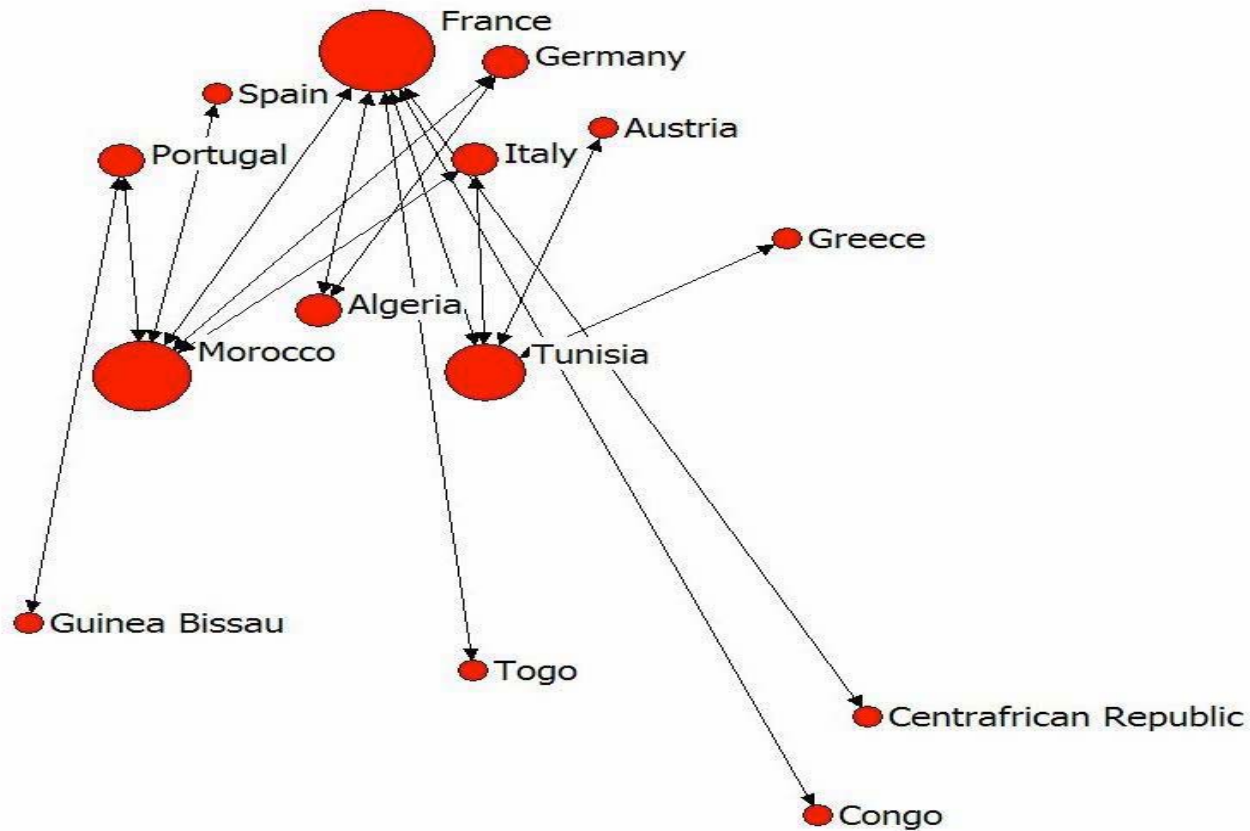 France
Germany
Spain
Austria
Portugal
Italy
Greece
Algeria
Morocco
Tunisia
Guinea Bissau
Togo
Centrafrican Republic
Congo